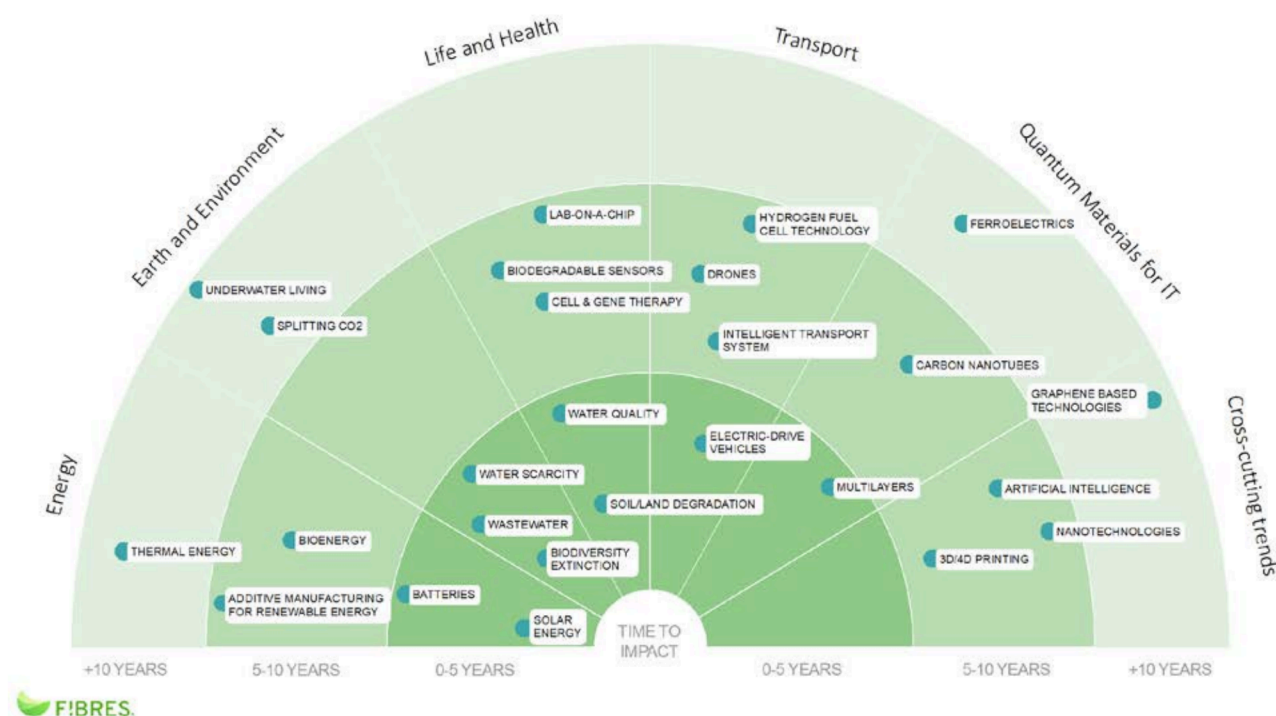 Life and Health
Transport
Earth and Environment
Quantum Materials for IT
Energy
Cross-cutting trends
LAB-ON-A-CHIP
HYDROGEN FUEL
CELL TECHNOLOGY
FERROELECTRICS
BIODEGRADABLE SENSORS
DRONES
UNDERWATER LIVING
CELL & GENE THERAPY
SPLITTING CO2
INTELLIGENT TRANSPORT
SYSTEM
CARBON NANOTUBES
GRAPHENE BASED
TECHNOLOGIES
WATER QUALITY
ELECTRIC-DRIVE
VEHICLES
WATER SCARCITY
MULTILAYERS
ARTIFICIAL INTELLIGENCE
SOIL/LAND DEGRADATION
WASTEWATER
NANOTECHNOLOGIES
BIOENERGY
THERMAL ENERGY
BIODIVERSITY
EXTINCTION
3D/4D PRINTING
BATTERIES
ADDITIVE MANUFACTURING
FOR RENEWABLE ENERGY
SOLAR
ENERGY
TIME TO
IMPACT
+10 YEARS
5-10 YEARS
0-5 YEARS
0-5 YEARS
5-10 YEARS
+10 YEARS
F!BRES.